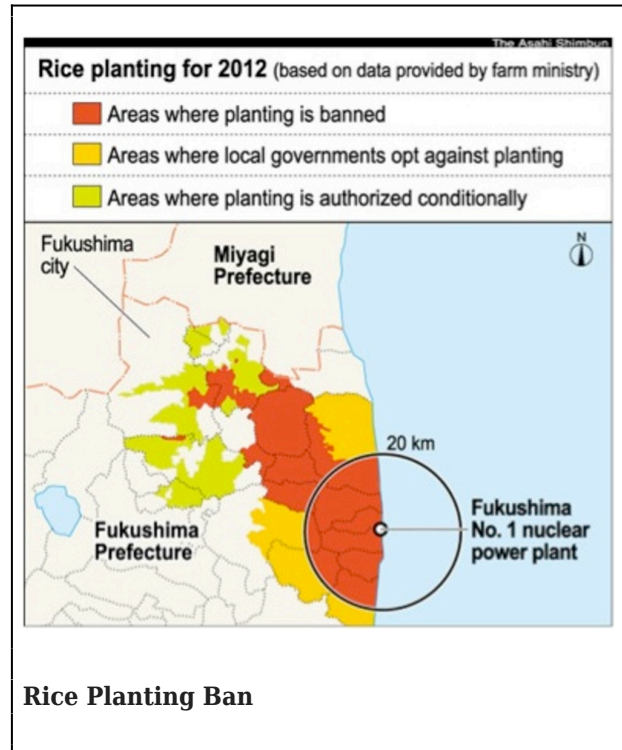 The Asahi Shimbun
Rice planting for 2012 (based on data provided by farm ministry)
Areas where planting is banned
Areas where local governments opt against planting
Areas where planting is authorized conditionally
Fukushima
city
Miyagi
Prefecture
N
20 km
Fukushima
No. 1 nuclear
power plant
Fukushima
Prefecture
Rice Planting Ban